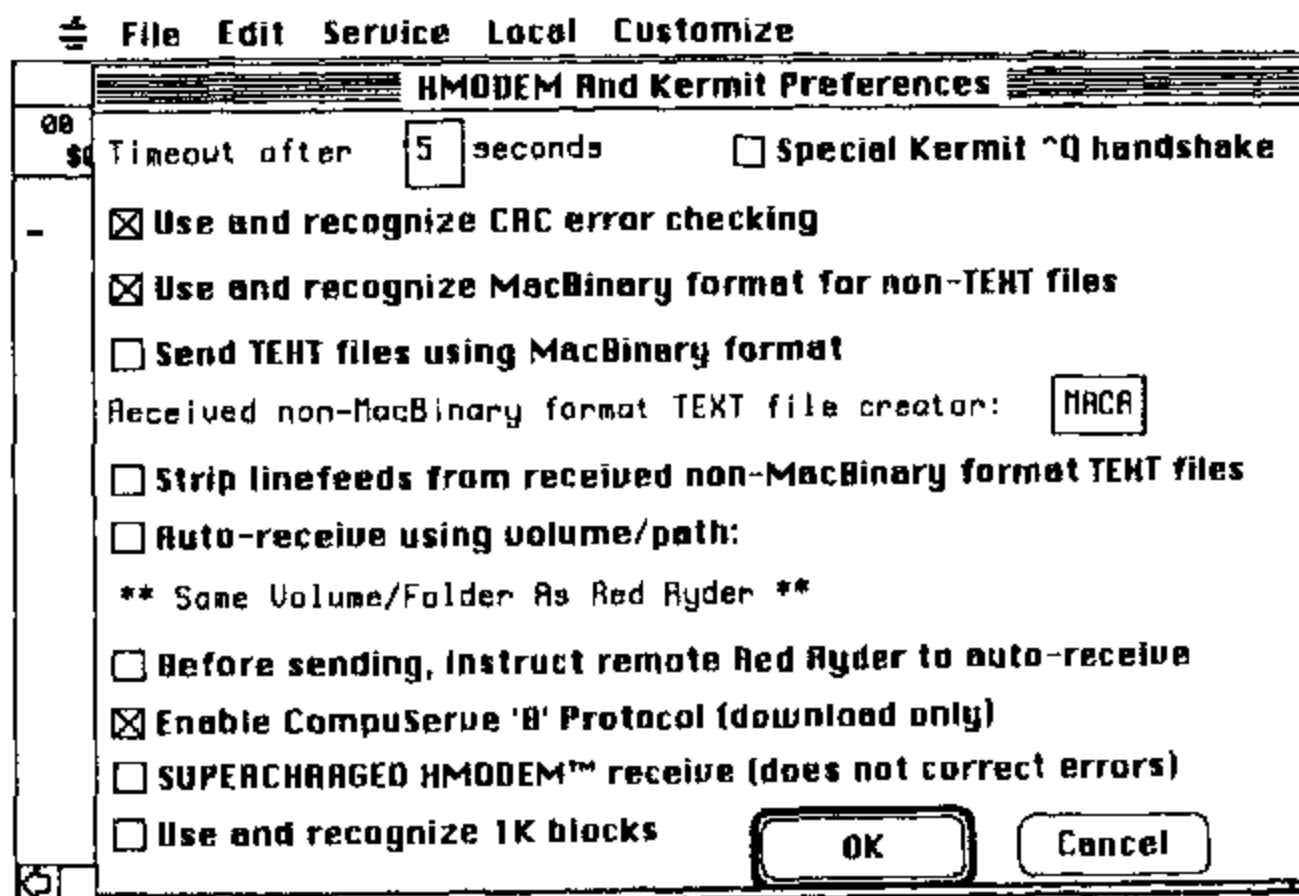 File Edit Service Local Customize
XMODEM And Kermit Preferences
00
$
Timeout after 5 seconds
Special Kermit ^Q handshake
Use and recognize CRC error checking
Use and recognize MacBinary format for non-TEXT files
Send TEXT files using MacBinary format
Received non-MacBinary format TEXT file creator: MACA
Strip linefeeds from received non-MacBinary format TEXT files
Auto-receive using volume/path:
** Same Volume/Folder As Red Ryder **
Before sending, instruct remote Red Ryder to auto-receive
Enable CompuServe 'B' Protocol (download only)
SUPERCHARGED XMODEM™ receive (does not correct errors)
Use and recognize 1K blocks
OK Cancel